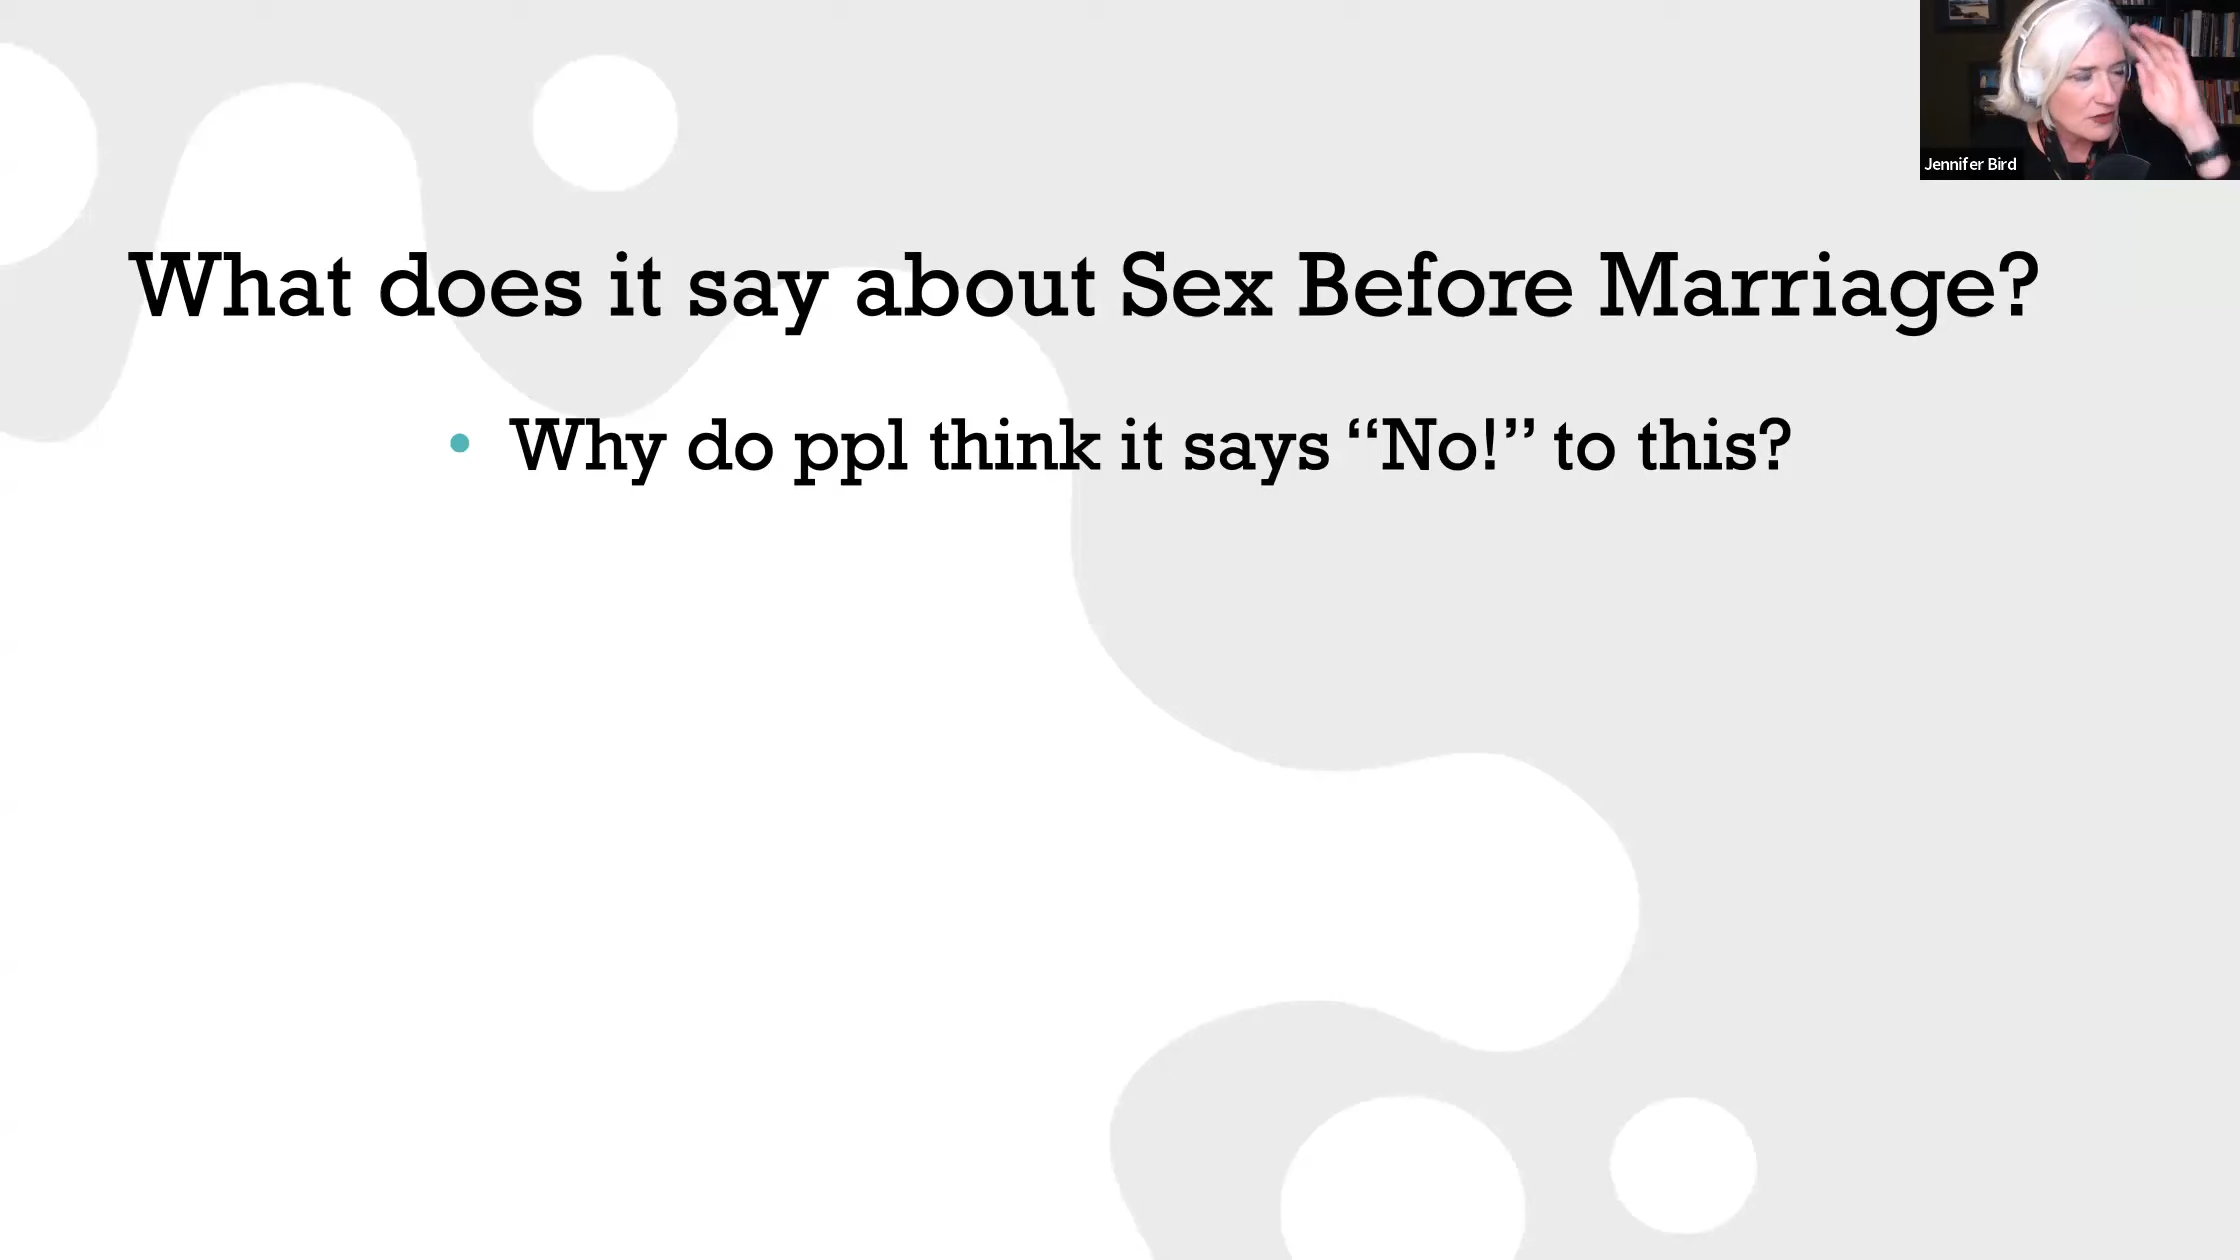 Jennifer Bird
What does it say about Sex Before Marriage?
• Why do ppl think it says “No!” to this?